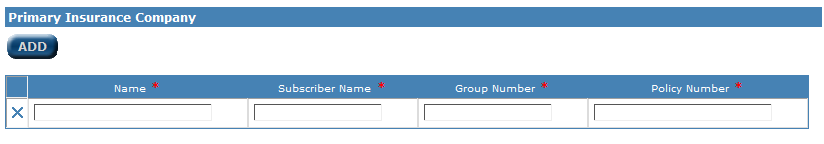 Primary Insurance Company
ADD
Name * Subscriber Name * Group Number * Policy Number *